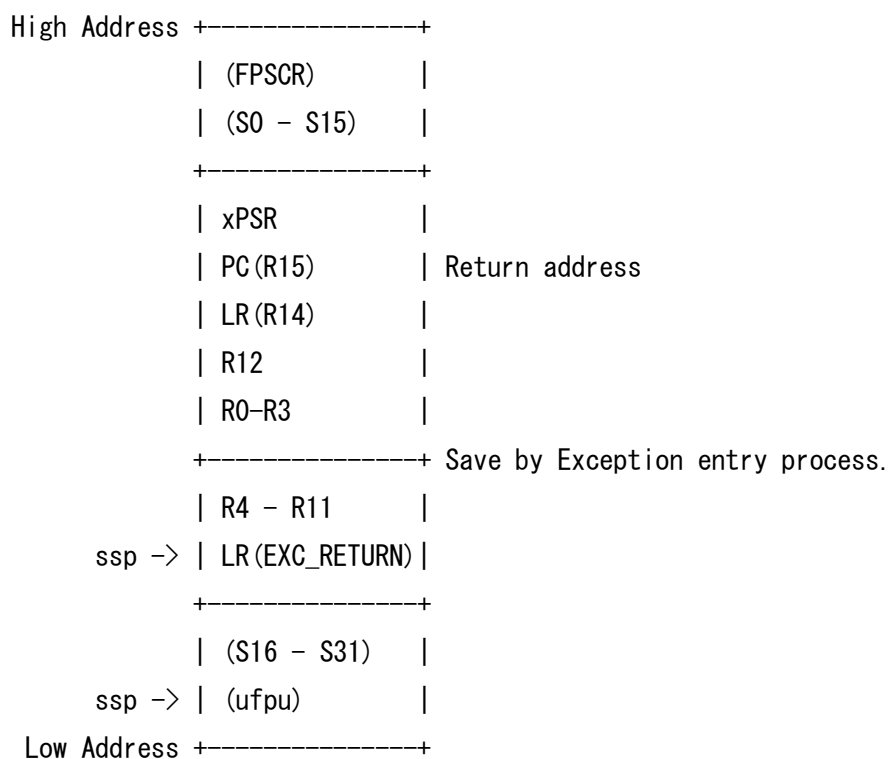 High Address +---------------+
             | (FPSCR)       |
             | (S0 - S15)    |
             +---------------+
             | xPSR          |
             | PC(R15)       | Return address
             | LR(R14)       |
             | R12           |
             | R0-R3         |
             +---------------+ Save by Exception entry process.
             | R4 - R11      |
      ssp -> | LR(EXC_RETURN)|
             +---------------+
             | (S16 - S31)   |
      ssp -> | (ufpu)        |
 Low Address +---------------+